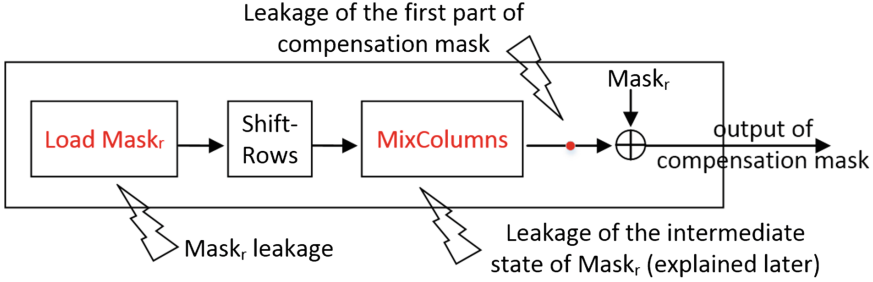 Leakage of the first part of
compensation mask
Maskr
Load Maskr
Shift-
Rows
MixColumns
output of
compensation mask
Maskr leakage
Leakage of the intermediate
state of Maskr (explained later)